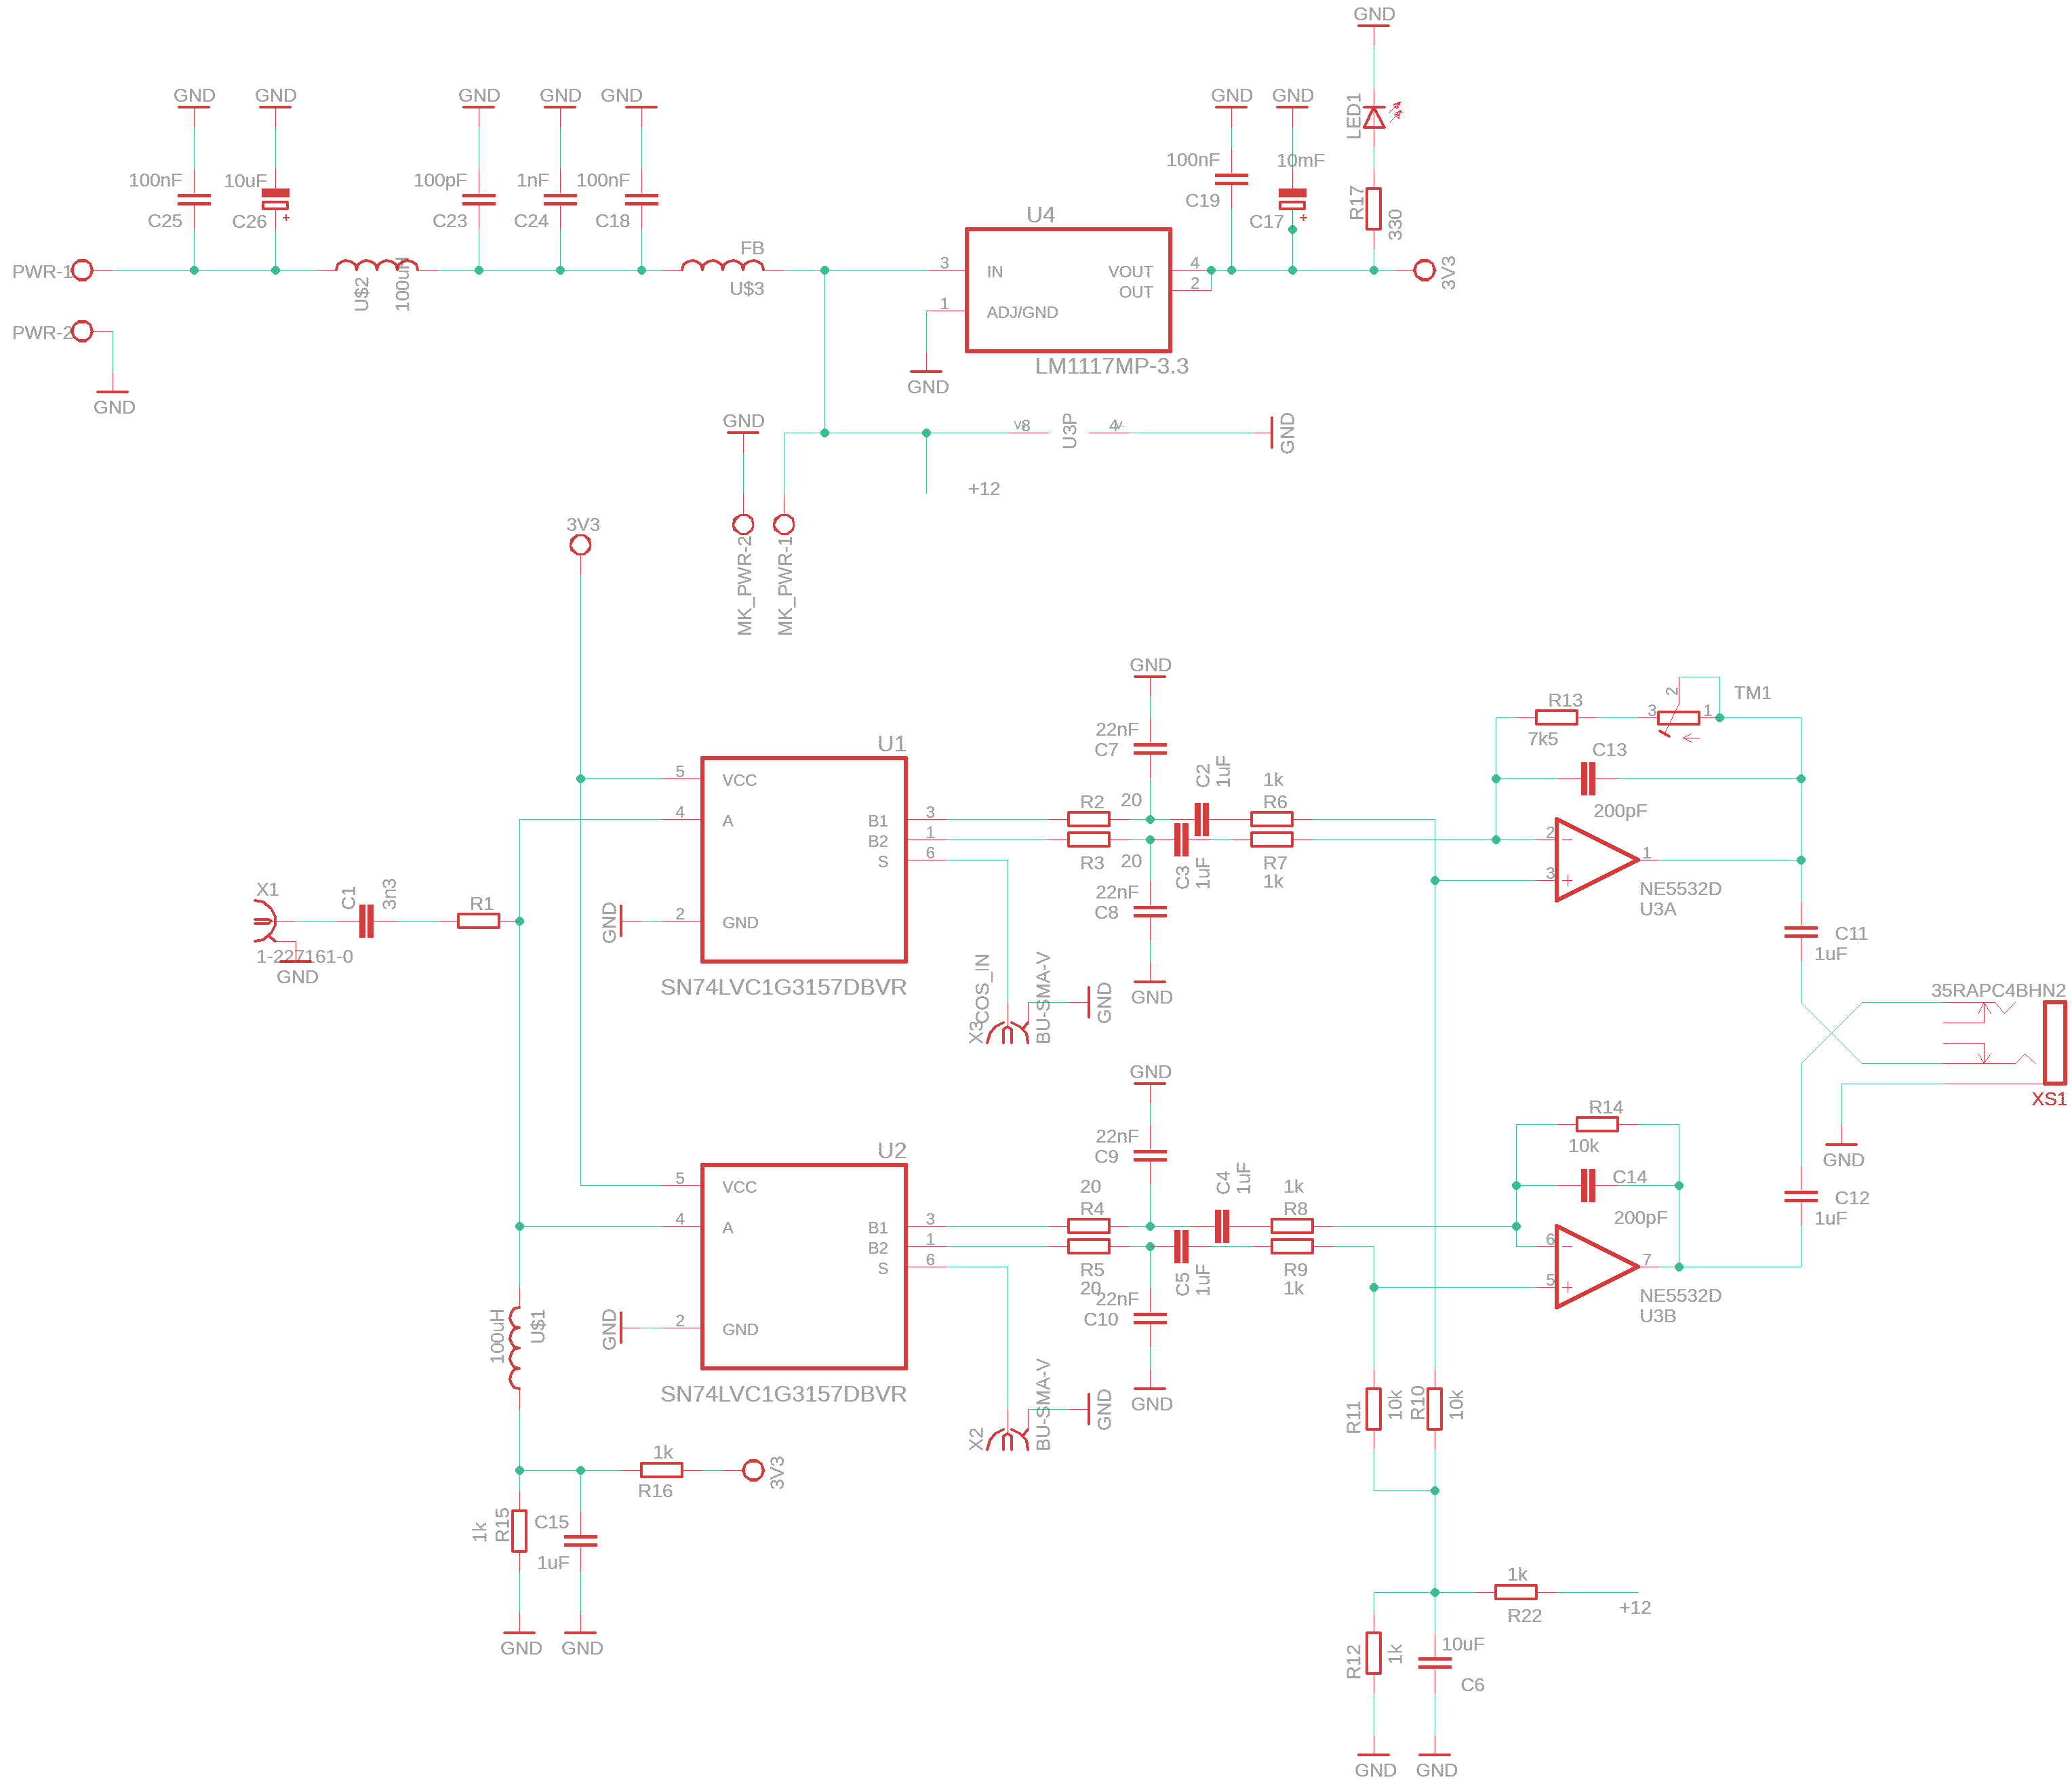 GND
GND GND GND GND GND GND GND
LED1
100nF 10uF 100pF 1nF 100nF 100nF 10mF
C25 C26 C23 C24 C18 C19 C17 R17 330
+ +
U4
FB
PWR-1 U$2 100uH U$3 3 IN VOUT 4 3V3
OUT 2
1 ADJ/GND
PWR-2
LM1117MP-3.3
GND GND
GND V8 U3P 4V- GND
+12
3V3
MK_PWR-2 MK_PWR-1
GND
2 TM1
R13 3 1
7k5
22nF
C7
C13
200pF
U1
5 VCC
4 A
B1 3
B2 1
S 6
2 GND
GND
SN74LVC1G3157DBVR
R2 20 C2 1uF 1k R6
R3 20 C3 1uF R7 1k
22nF
C8
GND
2 −
3 +
1
NE5532D
U3A
X1 C1 3n3 R1
1-227161-0
GND
COS_IN
X3 BU-SMA-V GND
C11
1uF
35RAPC4BHN2
XS1
GND
GND
22nF
C9
U2
5 VCC
4 A
B1 3
B2 1
S 6
2 GND
GND
SN74LVC1G3157DBVR
20 R4 C4 1uF 1k R8
R5 20 C5 1uF R9 1k
22nF
C10
GND
R14
10k
C14
200pF
6 −
5 +
7
NE5532D
U3B
C12
1uF
100uH U$1
X2 BU-SMA-V GND
R11 10k R10 10k
1k
R16 3V3
1k R15 C15
1uF
GND GND
1k
R22 +12
R12 1k 10uF
C6
GND GND